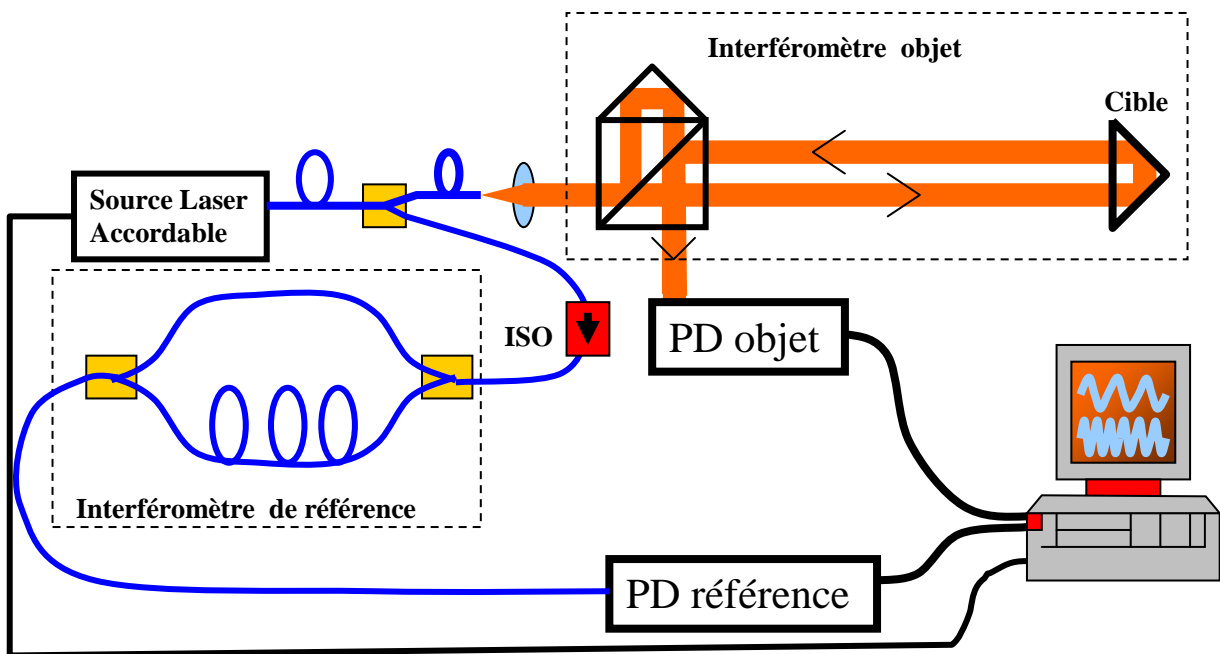 Interféromètre objet
Cible
Source Laser
Accordable
ISO
PD objet
Interféromètre de référence
PD référence